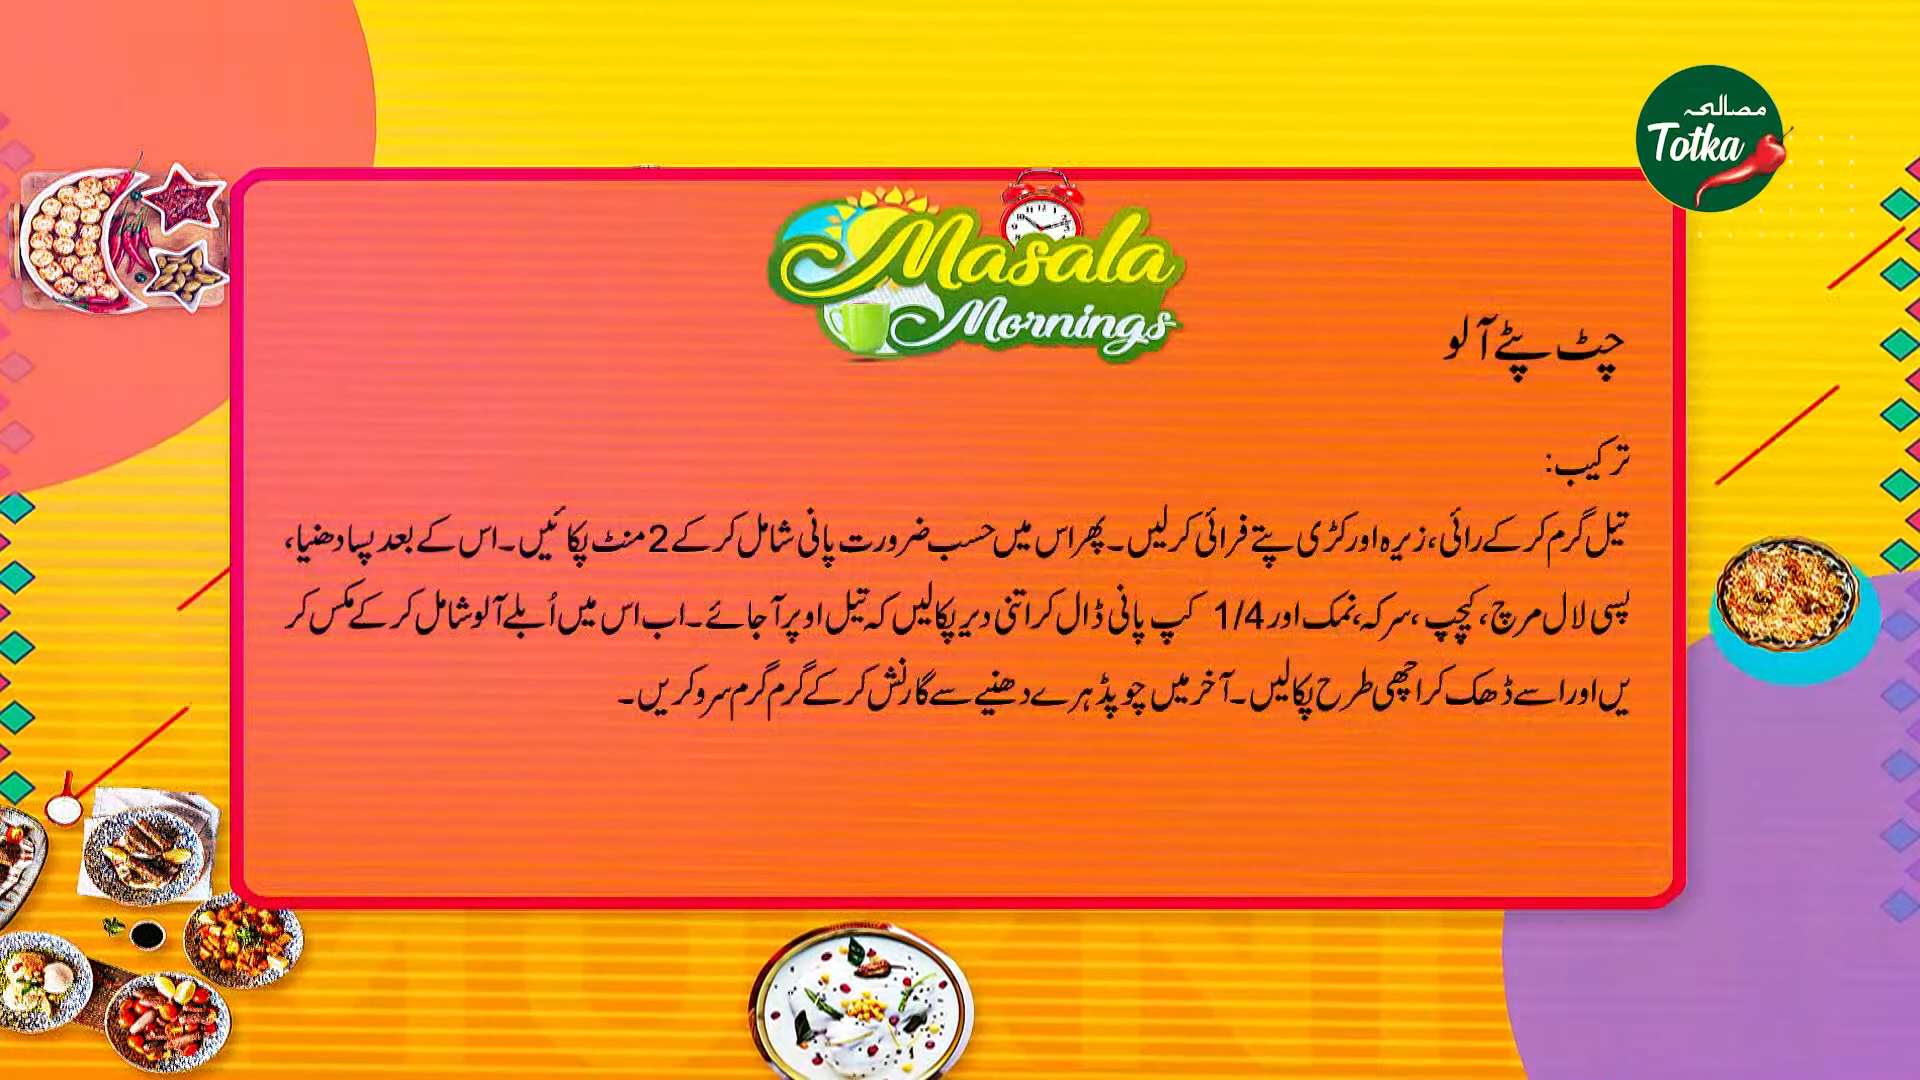 مصالحہ
Totka
Masala
Mornings
چٹ پٹے آلو
ترکیب:
تیل گرم کر کے رائی، زیرہ اور کڑی پتے فرائی کر لیں۔ پھر اس میں حسب ضرورت پانی شامل کر کے 2 منٹ پکائیں۔ اس کے بعد پسا دھنیا،
پسی لال مرچ، کیچپ، سرکہ، نمک اور 1/4 کپ پانی ڈال کر اتنی دیر پکالیں کہ تیل اوپر آ جائے۔ اب اس میں اُبلے آلو شامل کر کے مکس کر
یں اور اسے ڈھک کر اچھی طرح پکالیں۔ آخر میں چوپڈ ہرے دھنیے سے گارنش کر کے گرم گرم سرو کریں۔